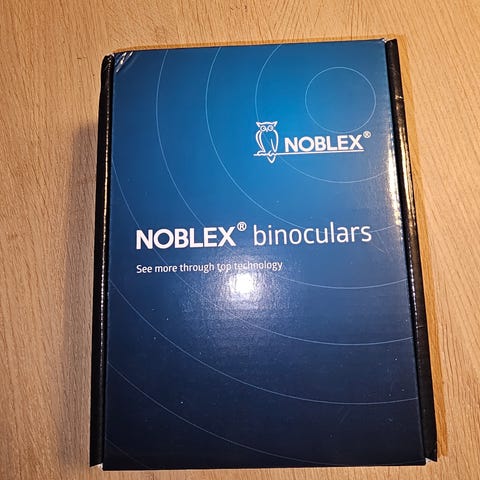 NOBLEX®
NOBLEX® binoculars
See more through top technology